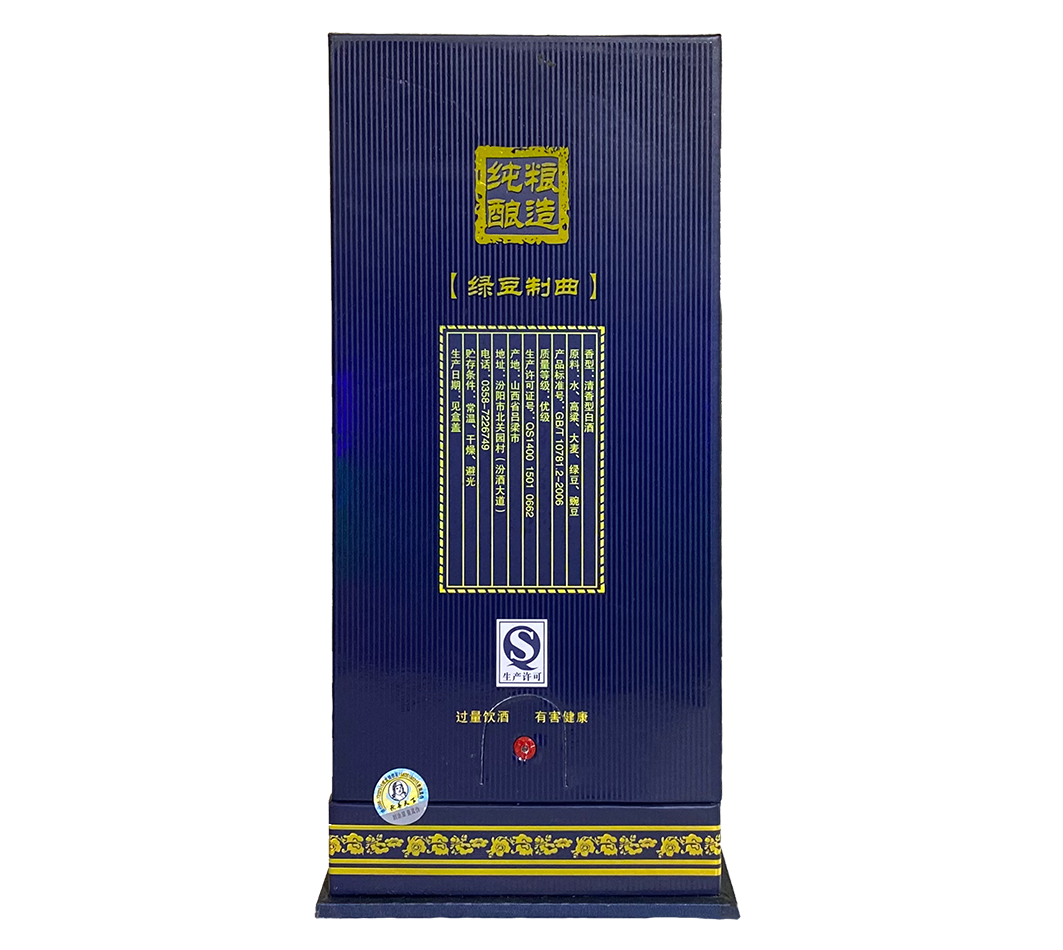 纯粮
酿造
【绿豆制曲】
香型：清香型白酒
原料：水、高粱、大麦、绿豆、豌豆
产品标准号：GB/T10781.2-2006
质量等级：优级
生产许可证号：QS1400 1501 0662
产地：山西省吕梁市
地址：汾阳市北关园村（汾酒大道）
电话：0358-7226749
贮存条件：常温、干燥、避光
生产日期：见盒盖
生产许可
过量饮酒 有害健康